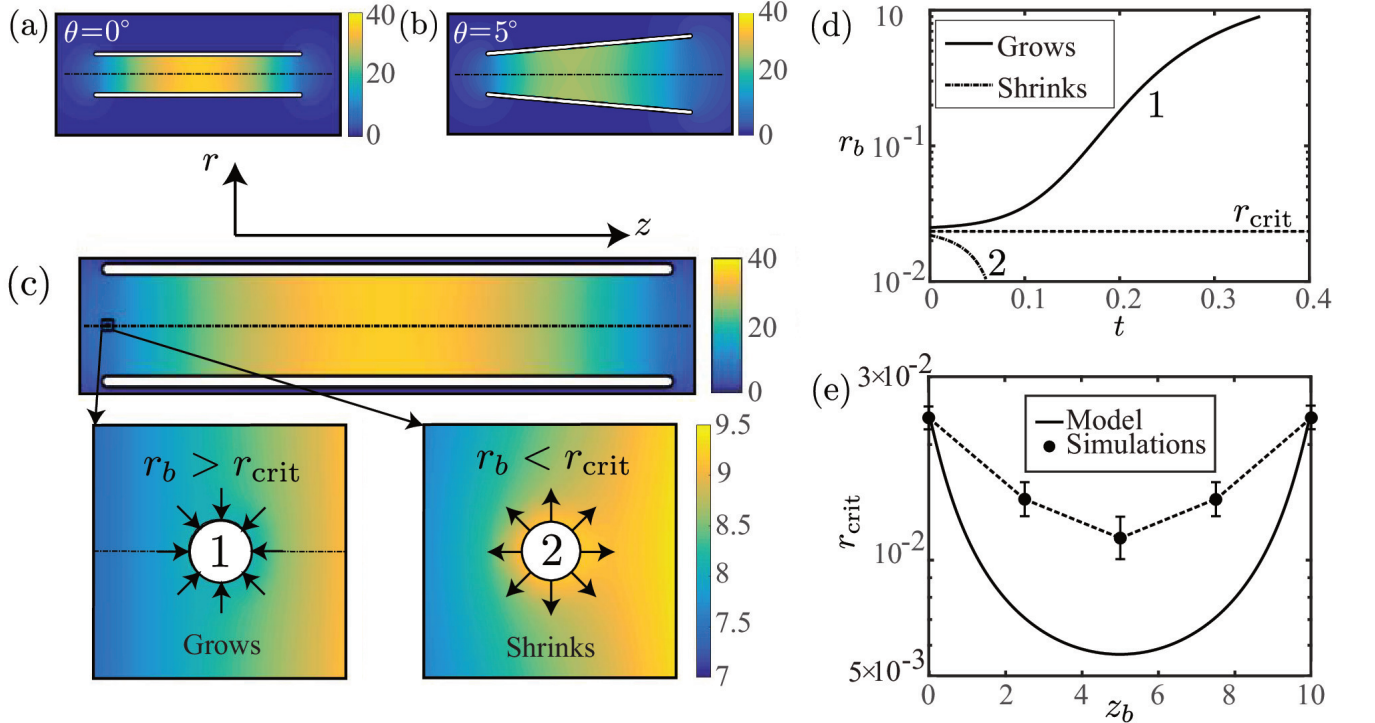 (a)
θ=0°
40
20
0
(b)
θ=5°
40
20
0
r
z
(c)
40
20
0
r_b > r_crit
1
Grows
r_b < r_crit
2
Shrinks
9.5
9
8.5
8
7.5
7
(d)
10
Grows
Shrinks
1
r_b
10^-1
r_crit
2
10^-2
0
0.1
0.2
0.3
0.4
t
(e)
3×10^-2
Model
Simulations
r_crit
10^-2
5×10^-3
0
2
4
6
8
10
z_b